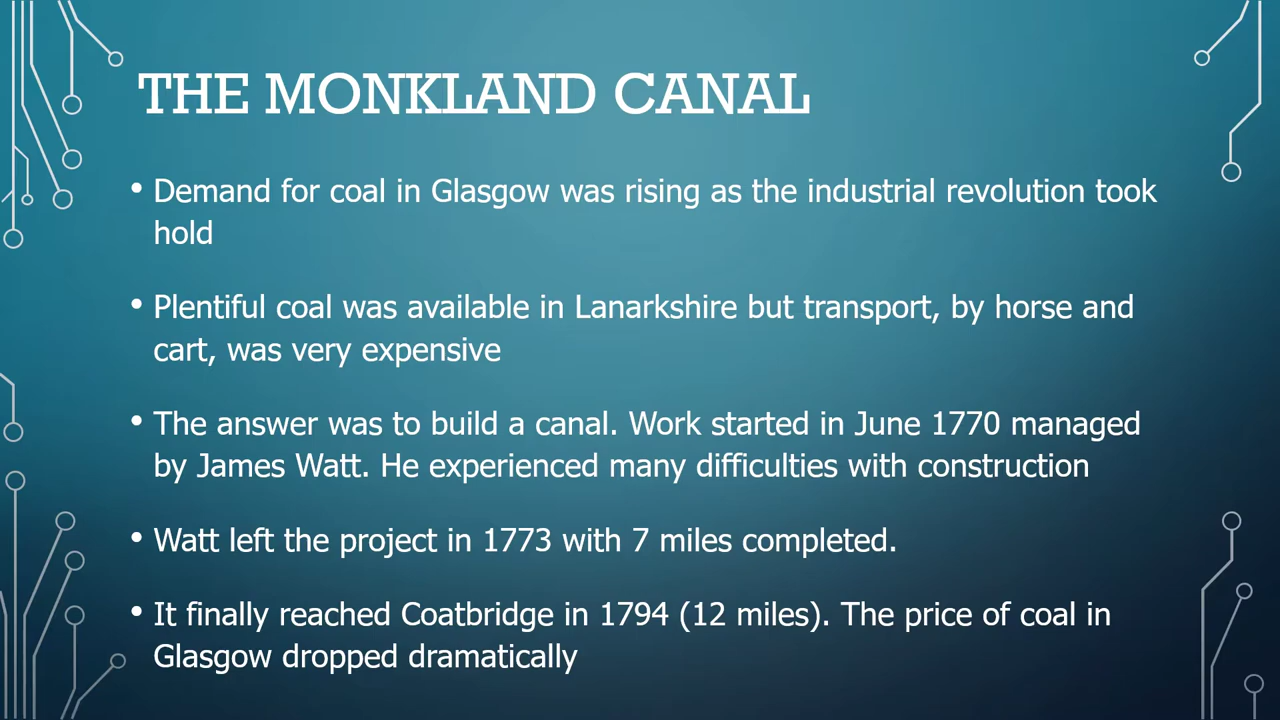 THE MONKLAND CANAL
• Demand for coal in Glasgow was rising as the industrial revolution took
hold
• Plentiful coal was available in Lanarkshire but transport, by horse and
cart, was very expensive
• The answer was to build a canal. Work started in June 1770 managed
by James Watt. He experienced many difficulties with construction
• Watt left the project in 1773 with 7 miles completed.
• It finally reached Coatbridge in 1794 (12 miles). The price of coal in
Glasgow dropped dramatically